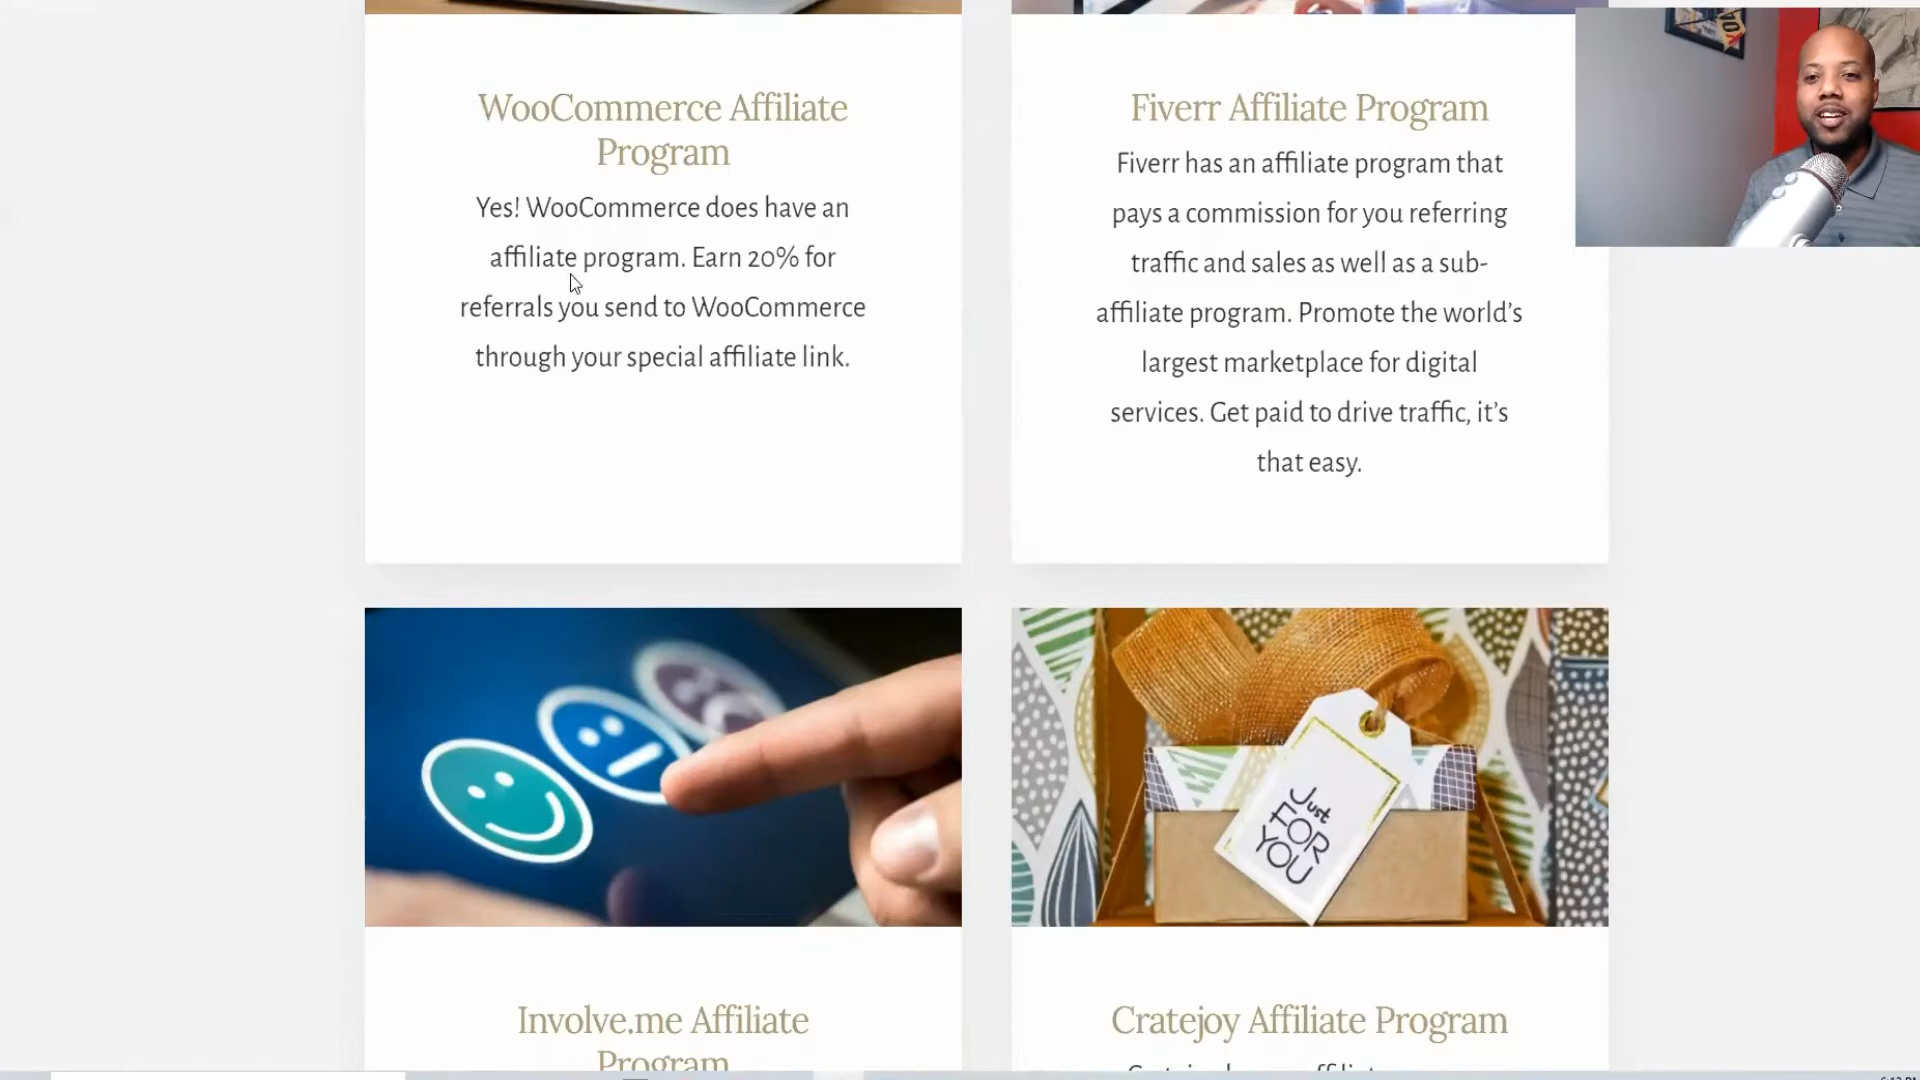 WooCommerce Affiliate
Program
Yes! WooCommerce does have an
affiliate program. Earn 20% for
referrals you send to WooCommerce
through your special affiliate link.
Fiverr Affiliate Program
Fiverr has an affiliate program that
pays a commission for you referring
traffic and sales as well as a sub-
affiliate program. Promote the world’s
largest marketplace for digital
services. Get paid to drive traffic, it’s
that easy.
Just
FOR
YOU
Involve.me Affiliate
Program
Cratejoy Affiliate Program